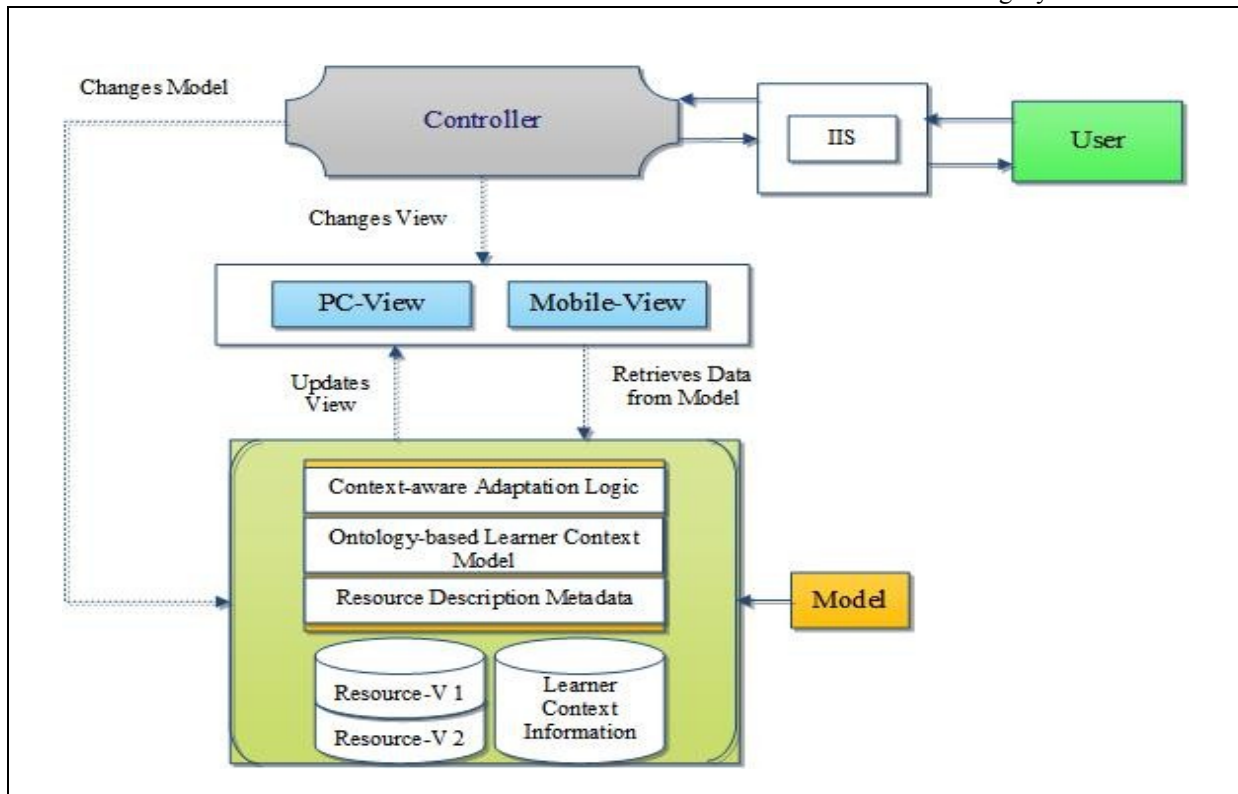 Changes Model
Controller
IIS
User
Changes View
PC-View
Mobile-View
Updates
View
Retrieves Data
from Model
Context-aware Adaptation Logic
Ontology-based Learner Context
Model
Resource Description Metadata
Model
Resource-V 1
Resource-V 2
Learner
Context
Information